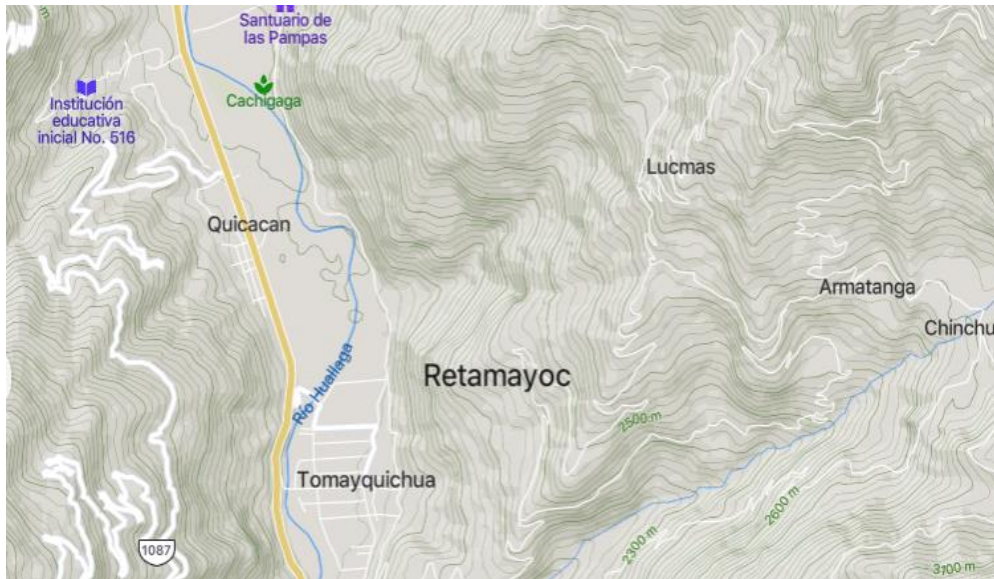 Santuario de
las Pampas
Cachigaga
Institución
educativa
inicial No. 516
Lucmas
Quicacan
Armatanga
Chinchu
Río Huallaga
Retamayoc
2500 m
Tomayquichua
2600 m
2300 m
1087
3100 m